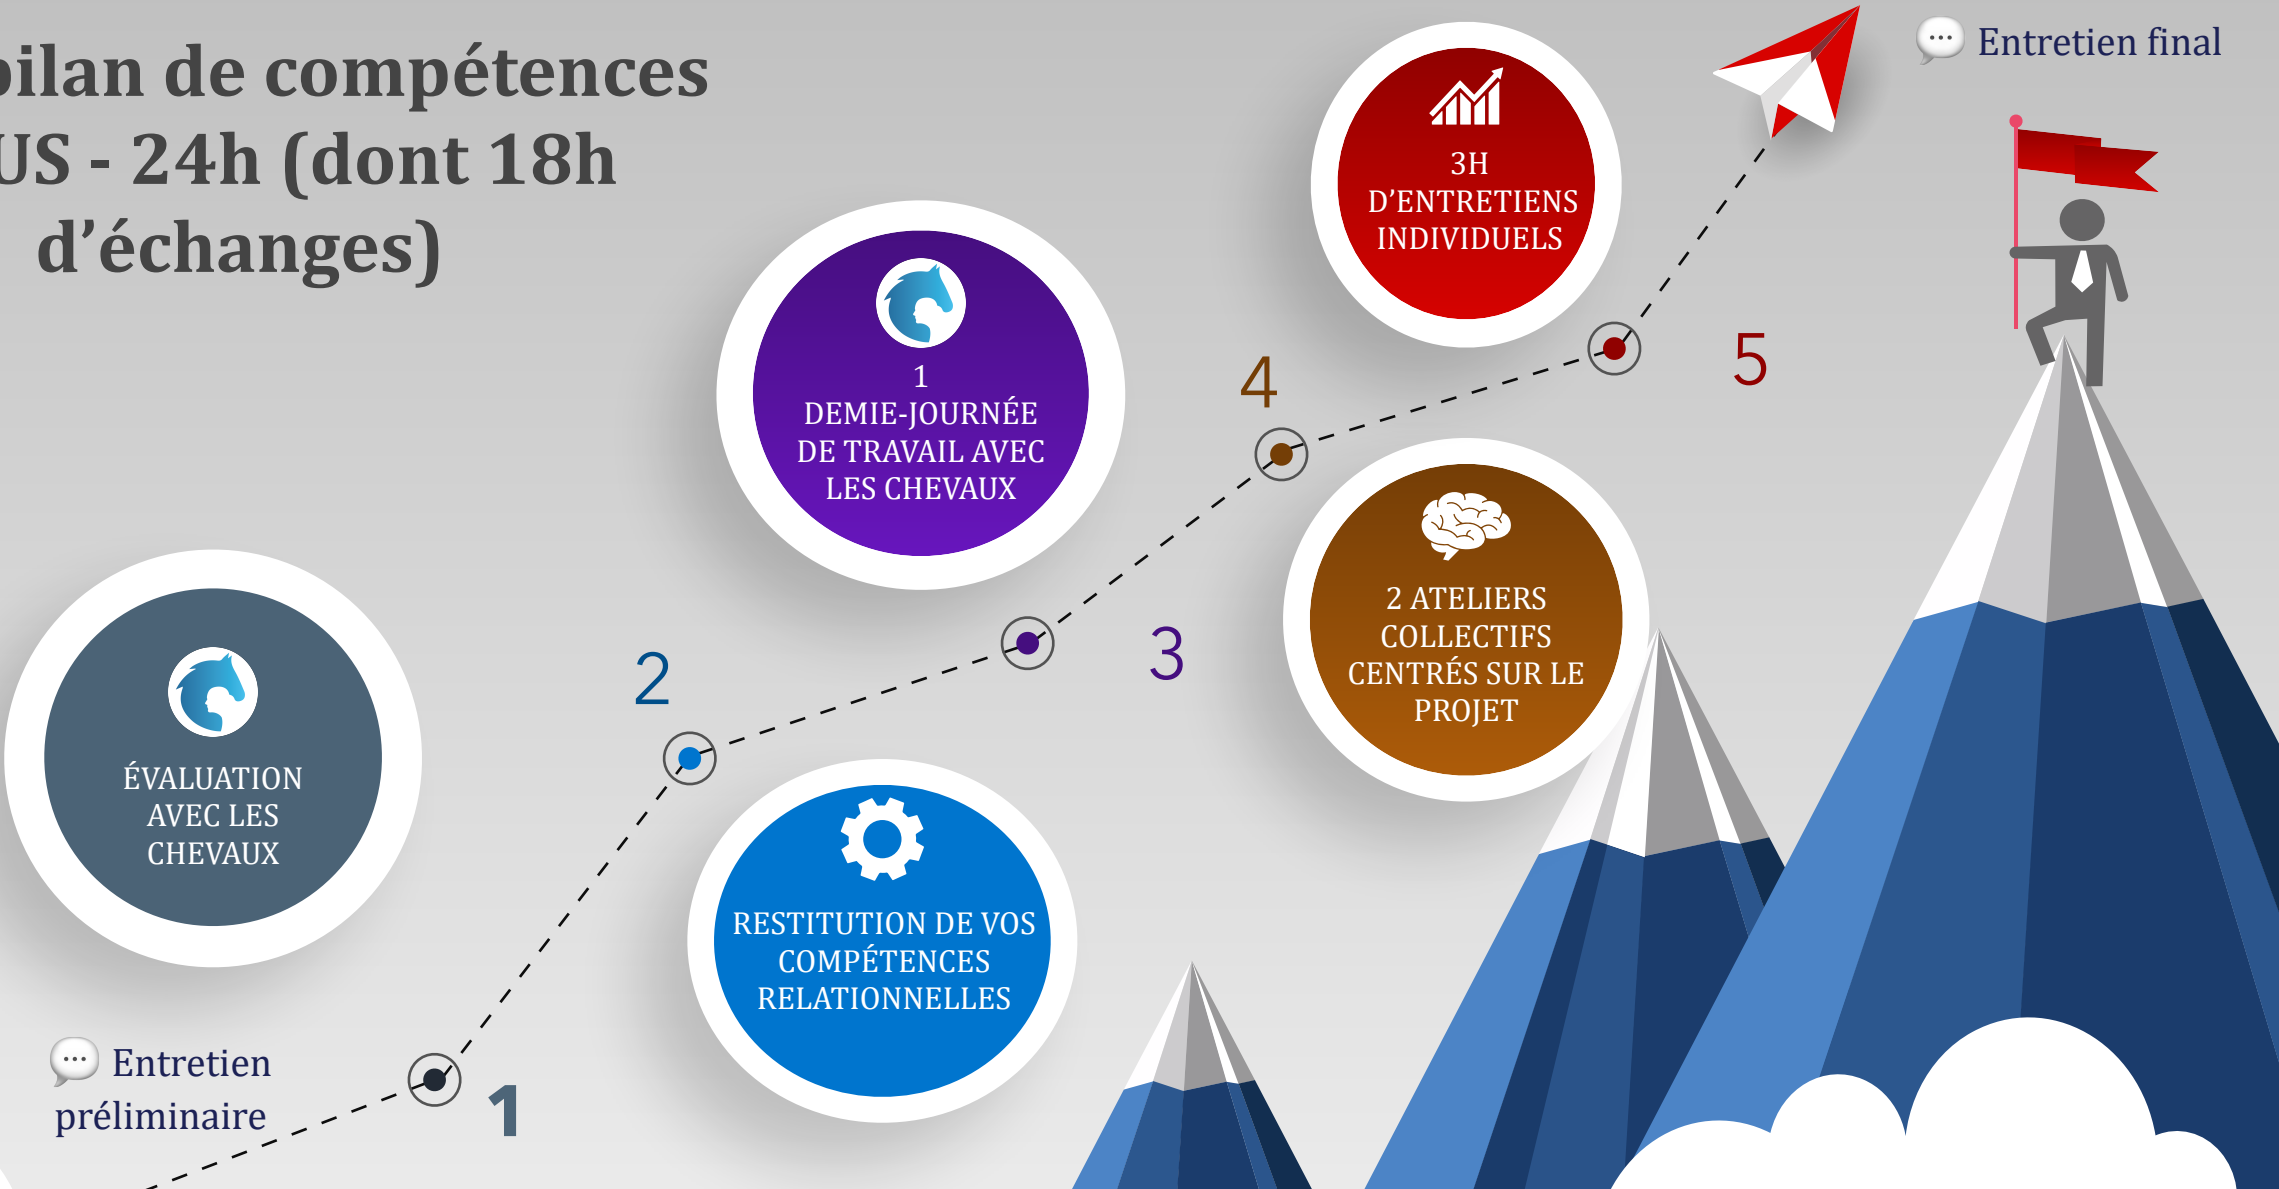 bilan de compétences
US - 24h (dont 18h
d’échanges)
Entretien
préliminaire
1
ÉVALUATION
AVEC LES
CHEVAUX
2
RESTITUTION DE VOS
COMPÉTENCES
RELATIONNELLES
3
1
DEMIE-JOURNÉE
DE TRAVAIL AVEC
LES CHEVAUX
4
2 ATELIERS
COLLECTIFS
CENTRÉS SUR LE
PROJET
5
3H
D’ENTRETIENS
INDIVIDUELS
Entretien final